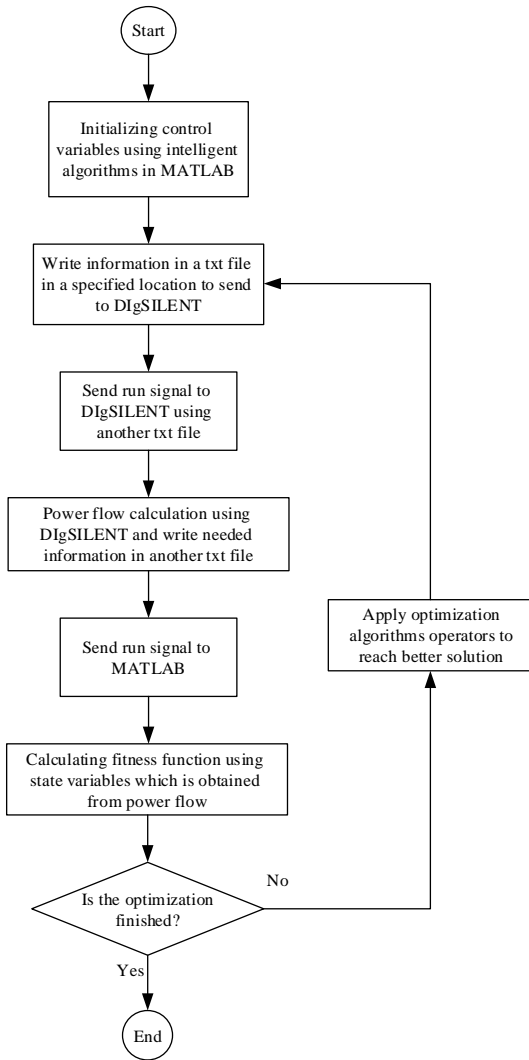 Start
Initializing control
variables using intelligent
algorithms in MATLAB
Write information in a txt file
in a specified location to send
to DIgSILENT
Send run signal to
DIgSILENT using
another txt file
Power flow calculation using
DIgSILENT and write needed
information in another txt file
Send run signal to
MATLAB
Calculating fitness function using
state variables which is obtained
from power flow
Is the optimization
finished?
Yes
End
No
Apply optimization
algorithms operators to
reach better solution